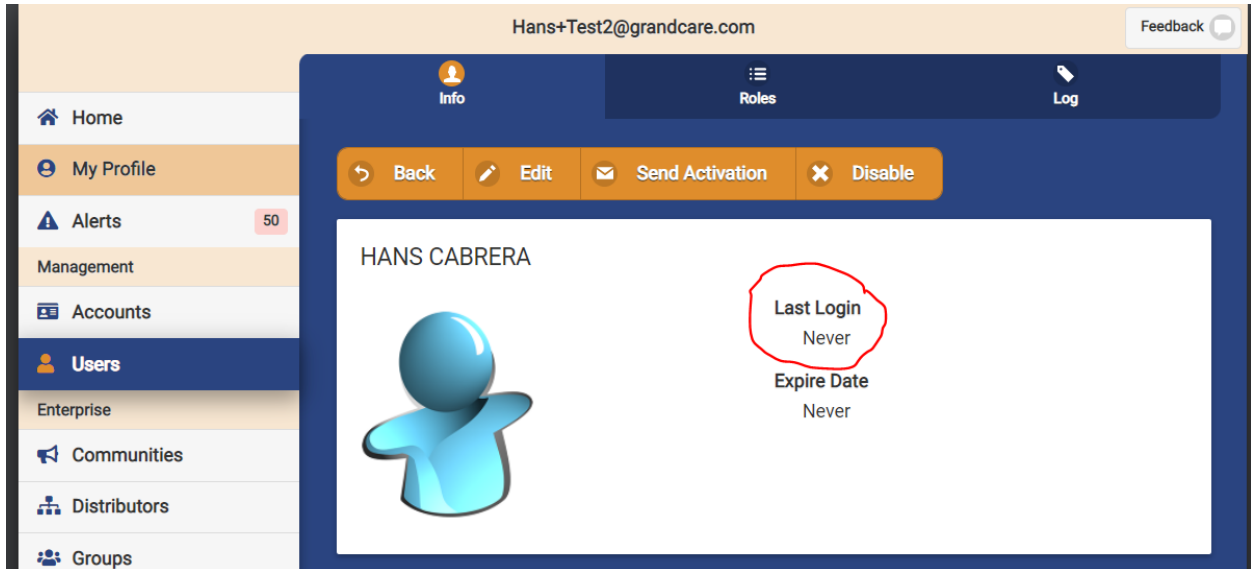 Hans+Test2@grandcare.com
Feedback
Info
Roles
Log
Home
My Profile
Alerts 50
Management
Accounts
Users
Enterprise
Communities
Distributors
Groups
Back Edit Send Activation Disable
HANS CABRERA
Last Login
Never
Expire Date
Never